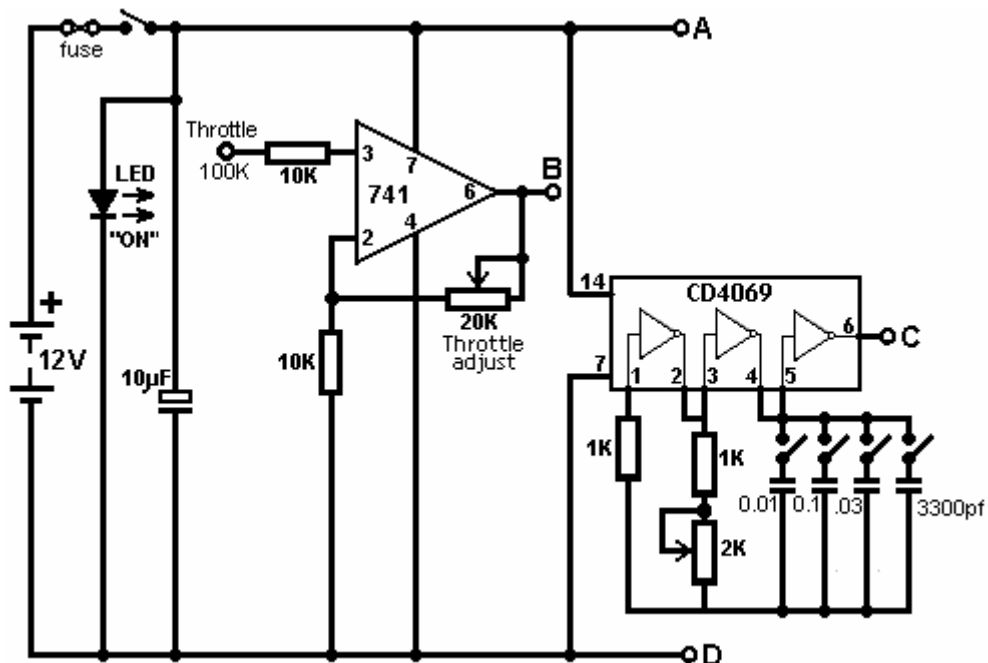 A
fuse
Throttle
100K
10K
3
7
741
6
4
2
B
LED
"ON"
20K
Throttle
adjust
10K
+
12V
10µF
14
CD4069
7
6
C
1
2
3
4
5
1K
1K
2K
0.01
0.1
.03
3300pf
D